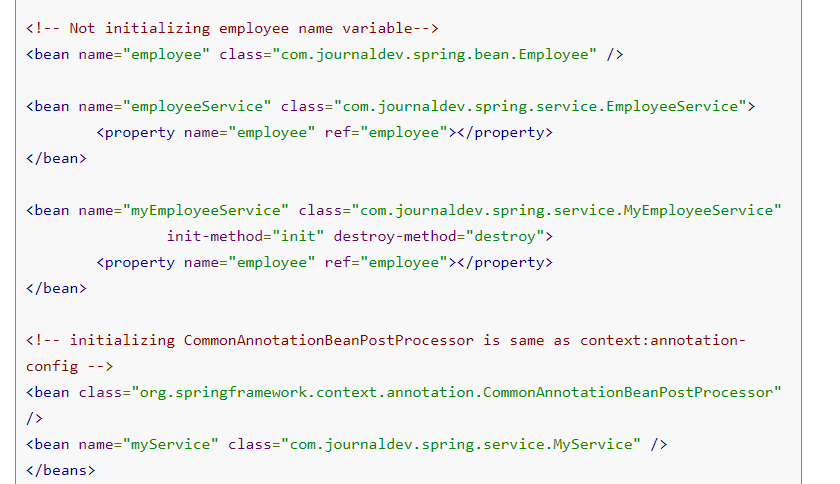 <!-- Not initializing employee name variable-->
<bean name="employee" class="com.journaldev.spring.bean.Employee" />
<bean name="employeeService" class="com.journaldev.spring.service.EmployeeService">
<property name="employee" ref="employee"></property>
</bean>
<bean name="myEmployeeService" class="com.journaldev.spring.service.MyEmployeeService"
init-method="init" destroy-method="destroy">
<property name="employee" ref="employee"></property>
</bean>
<!-- initializing CommonAnnotationBeanPostProcessor is same as context:annotation-
config -->
<bean class="org.springframework.context.annotation.CommonAnnotationBeanPostProcessor"
/>
<bean name="myService" class="com.journaldev.spring.service.MyService" />
</beans>